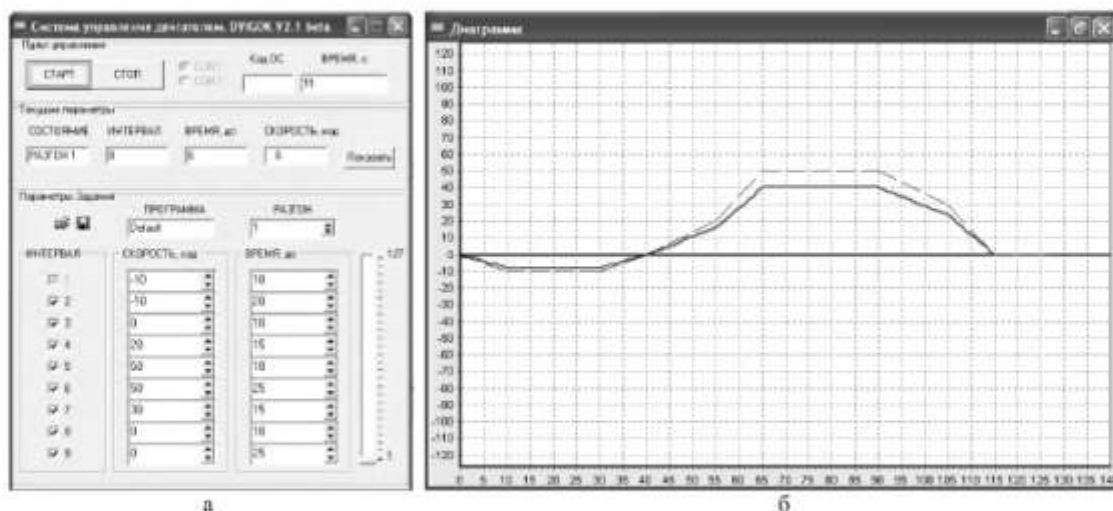 Система управления двигателем. DVIGOK V2.1 beta
Пульт управления
СТАРТ СТОП COM1 Код ОС ВРЕМЯ, с
COM2
Текущие параметры
СОСТОЯНИЕ ИНТЕРВАЛ ВРЕМЯ, дс СКОРОСТЬ, код
РАЗГОН 1 0 Показать
Параметры Задания
ПРОГРАММА РАЗГОН
Default 1
ИНТЕРВАЛ СКОРОСТЬ, код ВРЕМЯ, дс 127
1 -10 10
2 -10 20
3 0 10
4 20 15
5 50 10
6 50 25
7 30 15
8 0 10
9 0 25
1
а
Диаграмма
120
110
100
90
80
70
60
50
40
30
20
10
0
-10
-20
-30
-40
-50
-60
-70
-80
-90
-100
-110
-120
0 5 10 15 20 25 30 35 40 45 50 55 60 65 70 75 80 85 90 95 100 105 110 115 120 125 130 135 140
б